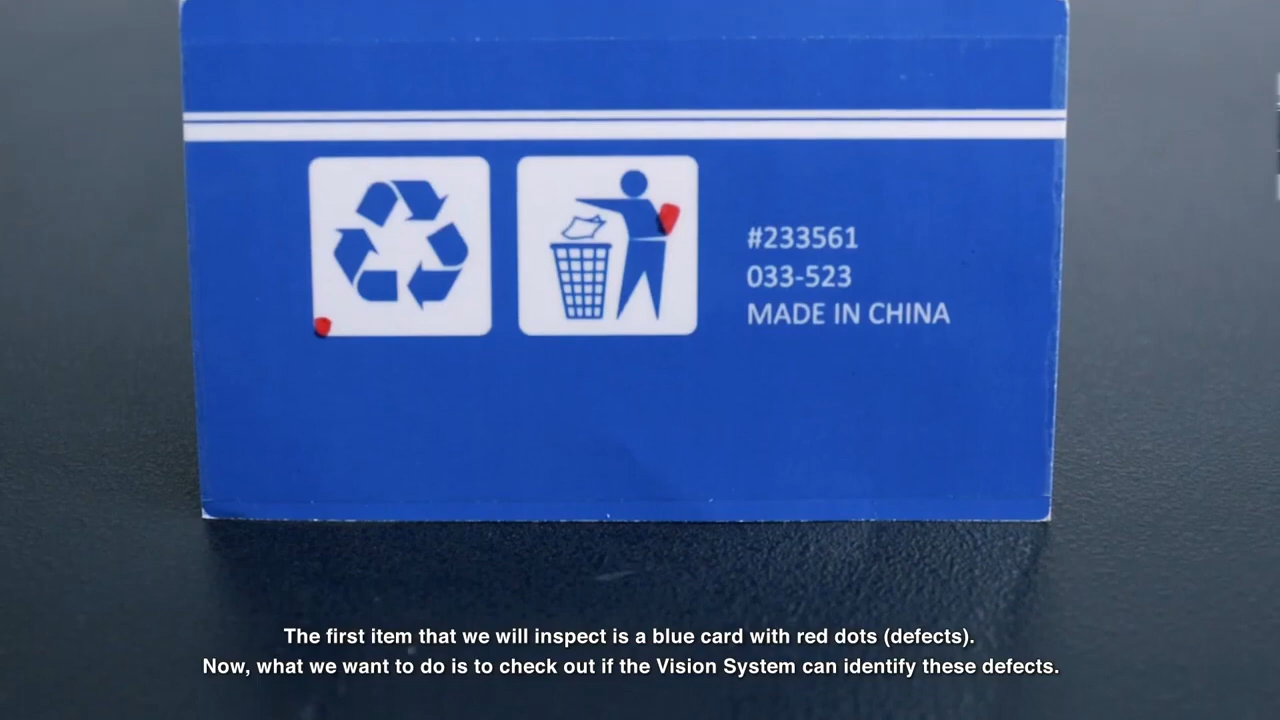 #233561
033-523
MADE IN CHINA
The first item that we will inspect is a blue card with red dots (defects).
Now, what we want to do is to check out if the Vision System can identify these defects.